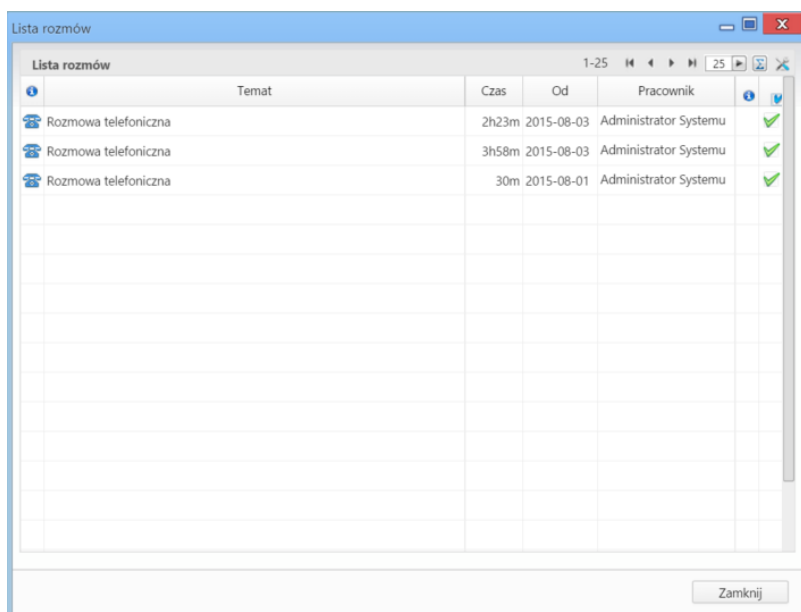 Lista rozmów
Lista rozmów 1-25 25 Σ
Temat Czas Od Pracownik
Rozmowa telefoniczna 2h23m 2015-08-03 Administrator Systemu
Rozmowa telefoniczna 3h58m 2015-08-03 Administrator Systemu
Rozmowa telefoniczna 30m 2015-08-01 Administrator Systemu
Zamknij